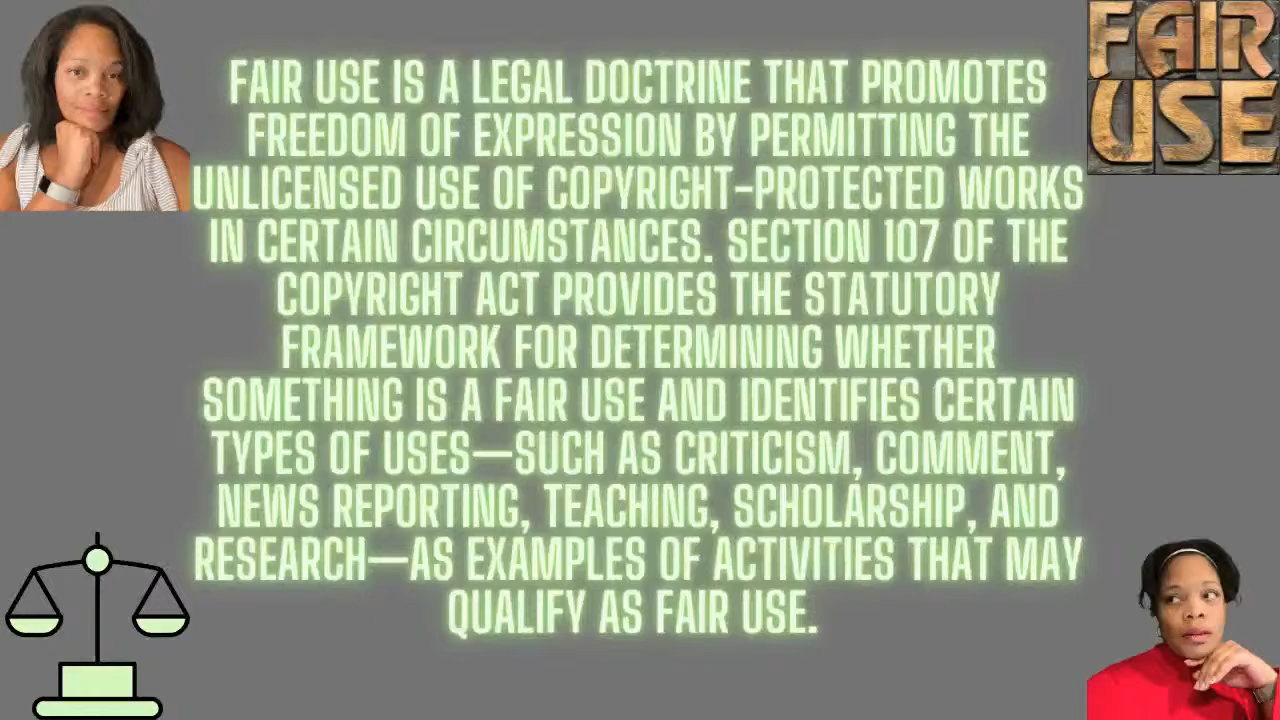 FAIR
USE
FAIR USE IS A LEGAL DOCTRINE THAT PROMOTES
FREEDOM OF EXPRESSION BY PERMITTING THE
UNLICENSED USE OF COPYRIGHT-PROTECTED WORKS
IN CERTAIN CIRCUMSTANCES. SECTION 107 OF THE
COPYRIGHT ACT PROVIDES THE STATUTORY
FRAMEWORK FOR DETERMINING WHETHER
SOMETHING IS A FAIR USE AND IDENTIFIES CERTAIN
TYPES OF USES—SUCH AS CRITICISM, COMMENT,
NEWS REPORTING, TEACHING, SCHOLARSHIP, AND
RESEARCH—AS EXAMPLES OF ACTIVITIES THAT MAY
QUALIFY AS FAIR USE.